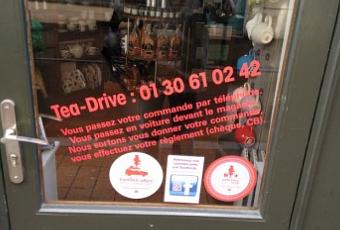 Tea-Drive : 01 30 61 02 42
Vous passez votre commande par téléphone.
Vous passez en voiture devant le magasin.
Nous sortons vous donner votre commande,
vous effectuez votre règlement (chèque, CB).